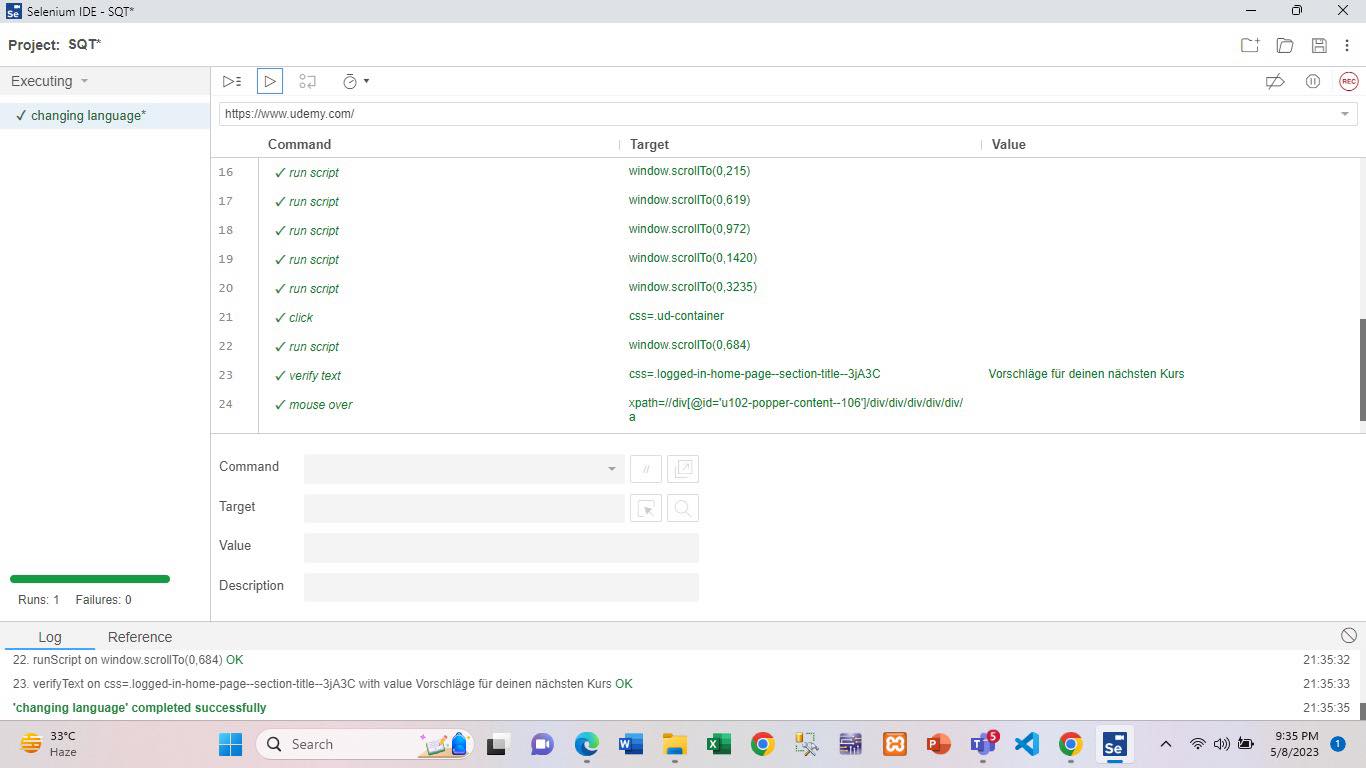 Selenium IDE - SQT*
Project: SQT*
Executing
✓ changing language*
REC
https://www.udemy.com/
Command Target Value
16 ✓ run script window.scrollTo(0,215)
17 ✓ run script window.scrollTo(0,619)
18 ✓ run script window.scrollTo(0,972)
19 ✓ run script window.scrollTo(0,1420)
20 ✓ run script window.scrollTo(0,3235)
21 ✓ click css=.ud-container
22 ✓ run script window.scrollTo(0,684)
23 ✓ verify text css=.logged-in-home-page--section-title--3jA3C Vorschläge für deinen nächsten Kurs
24 ✓ mouse over xpath=//div[@id='u102-popper-content--106']/div/div/div/div/div/
a
Command //
Target
Value
Description
Runs: 1 Failures: 0
Log Reference
22. runScript on window.scrollTo(0,684) OK 21:35:32
23. verifyText on css=.logged-in-home-page--section-title--3jA3C with value Vorschläge für deinen nächsten Kurs OK 21:35:33
'changing language' completed successfully 21:35:35
33°C
Haze
Search
5
Se
9:35 PM
5/8/2023
1